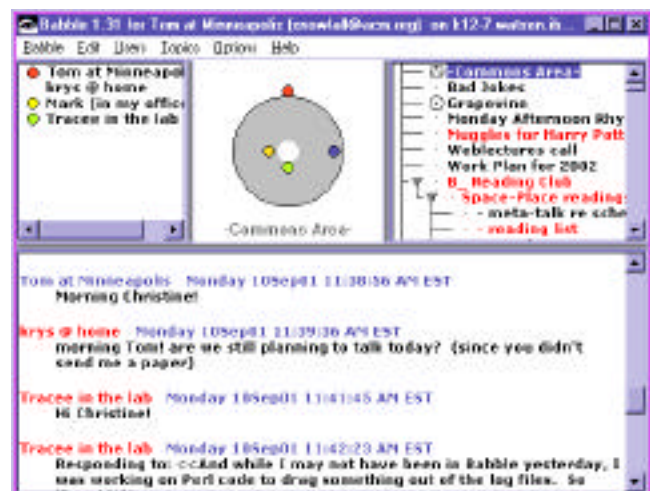 Babble 1.31 for Tom at Minneapolis (snowfall@acm.org) on k12-7.watson.ib...
Babble Edit Users Topics Options Help
Tom at Minneapol
krys @ home
Mark (in my office
Tracee in the lab
-Commons Area-
-Commons Area-
Bad Jokes
Grapevine
Monday Afternoon Rhy
Muggles for Harry Pott
Weblectures call
Work Plan for 2002
B_ Reading Club
Space-Place reading
- meta-talk re sche
- reading list
Tom at Minneapolis Monday 10Sep01 11:38:56 AM EST
Morning Christine!
krys @ home Monday 10Sep01 11:39:36 AM EST
morning Tom! are we still planning to talk today? (since you didn't
send me a paper)
Tracee in the lab Monday 10Sep01 11:41:45 AM EST
Hi Christine!
Tracee in the lab Monday 10Sep01 11:42:23 AM EST
Responding to: <<And while I may not have been in Babble yesterday, I
was working on Perl code to drag something out of the log files. So